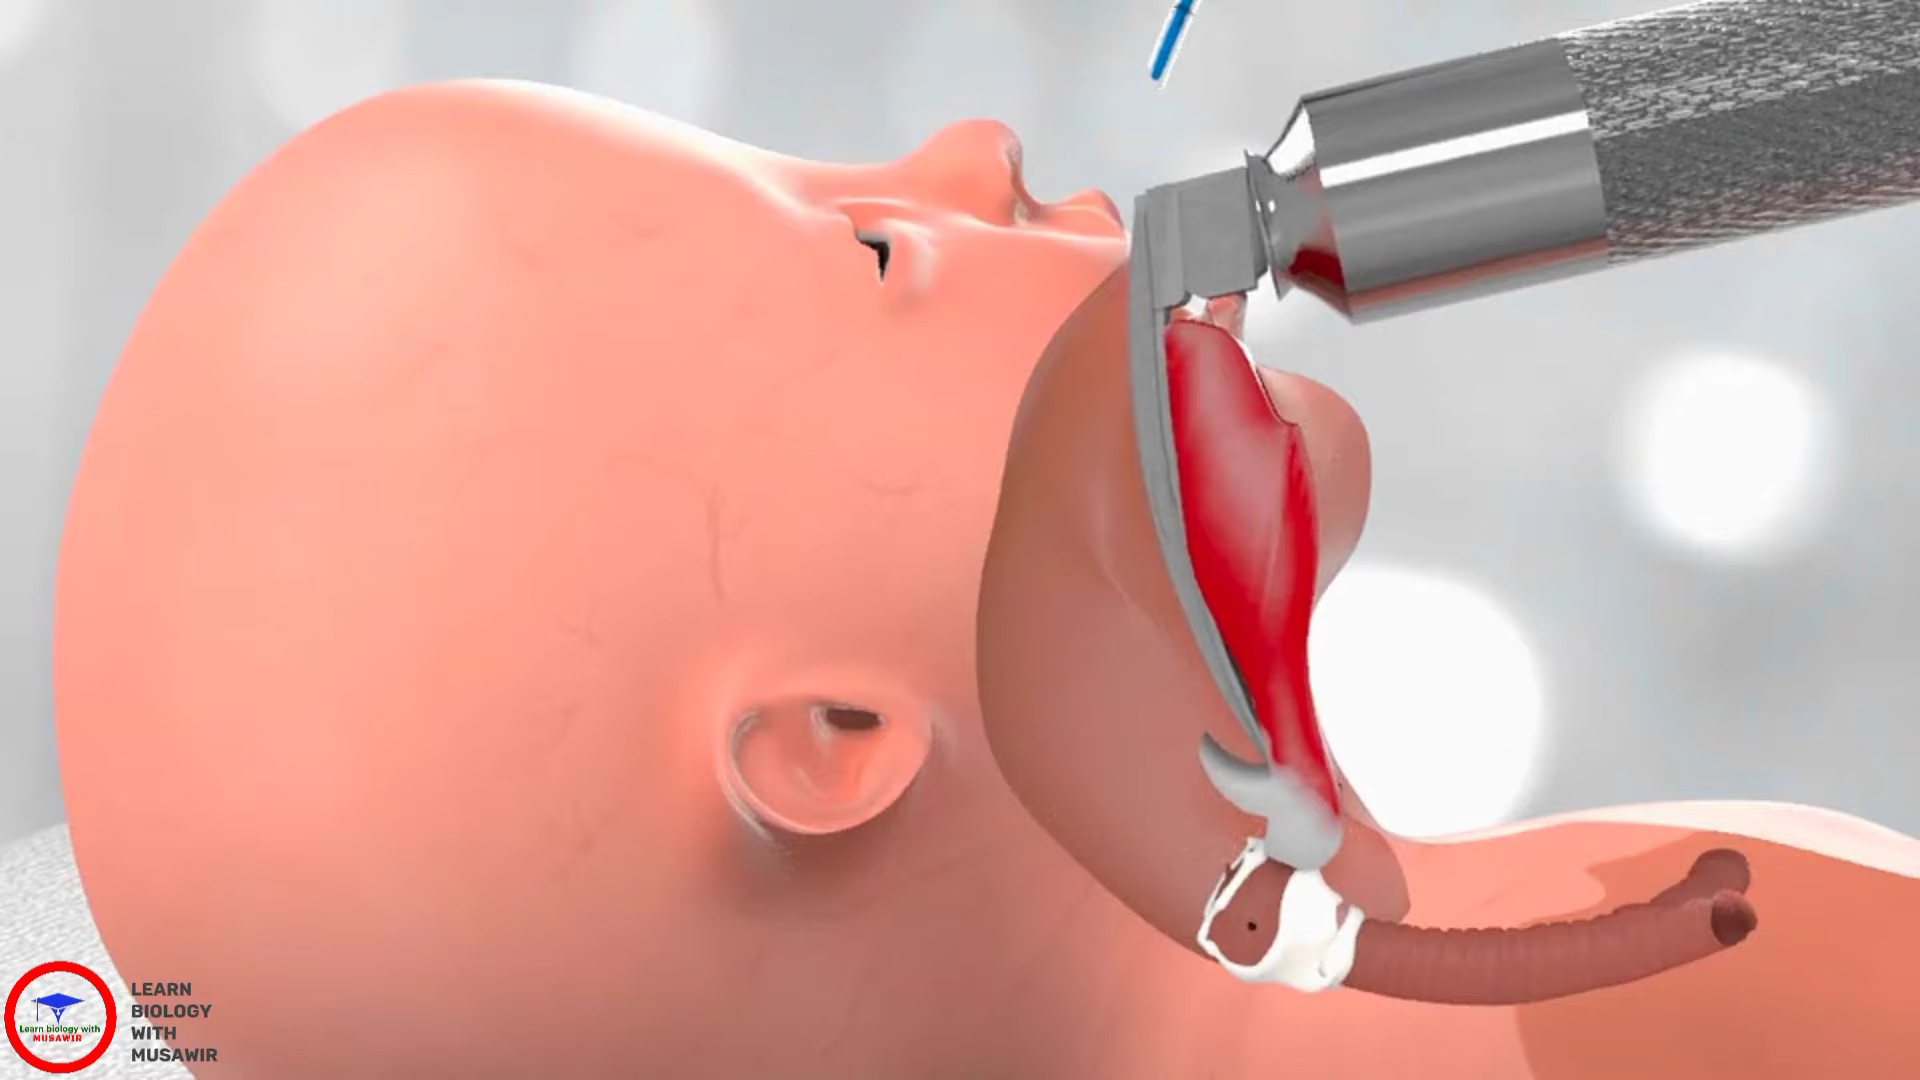 Learn biology with
MUSAWIR
LEARN
BIOLOGY
WITH
MUSAWIR